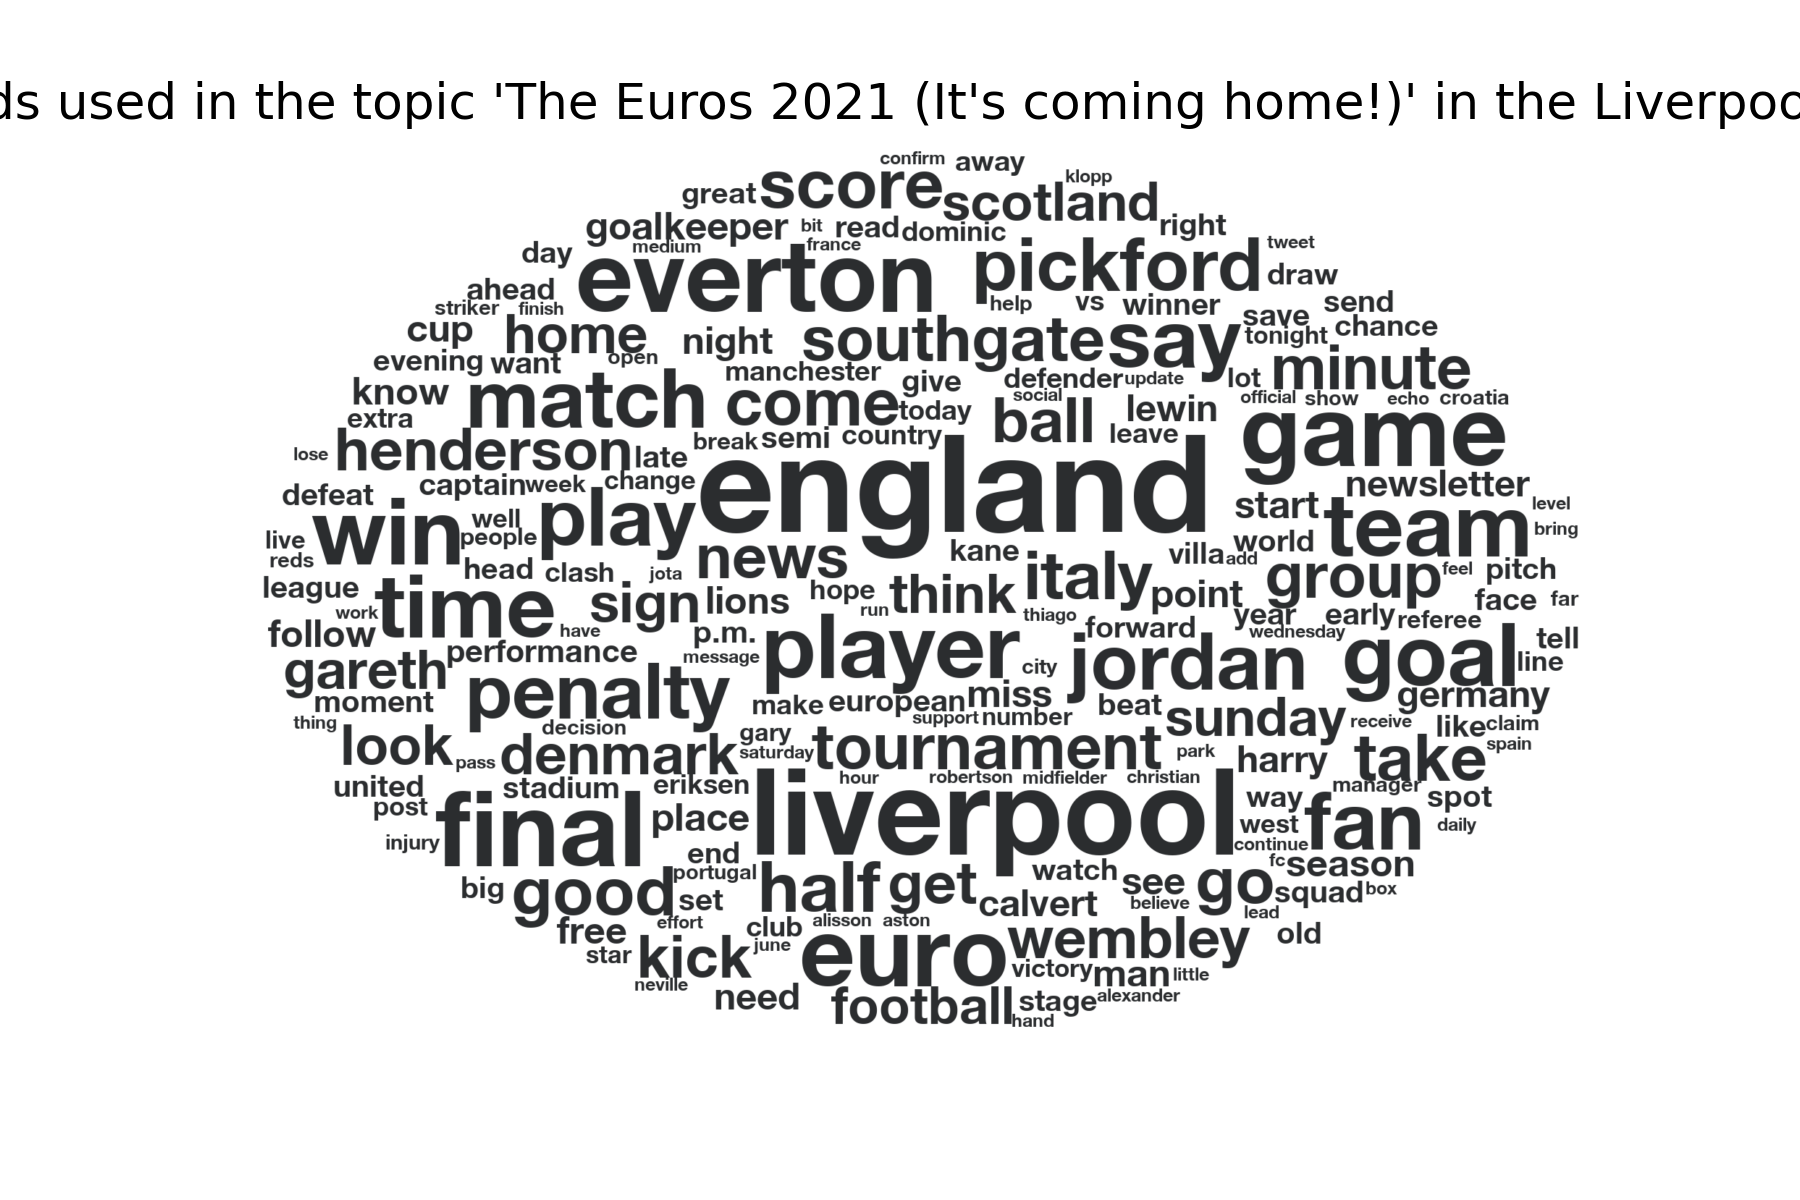 ds used in the topic 'The Euros 2021 (It's coming home!)' in the Liverpoo
confirm away
great score scotland klopp
goalkeeper bit read dominic right
day medium everton france pickford tweet
ahead draw
striker finish help vs winner save send
cup home night southgate say tonight chance
evening want open manchester give defender update lot minute
know match come today social official show echo croatia
extra ball lewin game
lose henderson late break semi country leave
defeat captain week change england newsletter
win well play start team level
live people news kane villa add world bring
reds head clash jota italy group feel pitch
league time sign lions hope think point face far
work run thiago year early referee
follow have p.m. player forward wednesday tell
gareth performance message city jordan goal line
moment penalty make european miss beat germany
thing decision support number sunday receive like claim
look pass denmark gary saturday tournament park harry take spain
united stadium eriksen hour robertson midfielder christian manager
post final place liverpool way fan spot
injury end west daily
continue
big good portugal half get watch see go fc season
set calvert believe squad box
free effort club alisson aston lead
star kick june euro wembley old
neville victory man little
need football stage alexander
hand